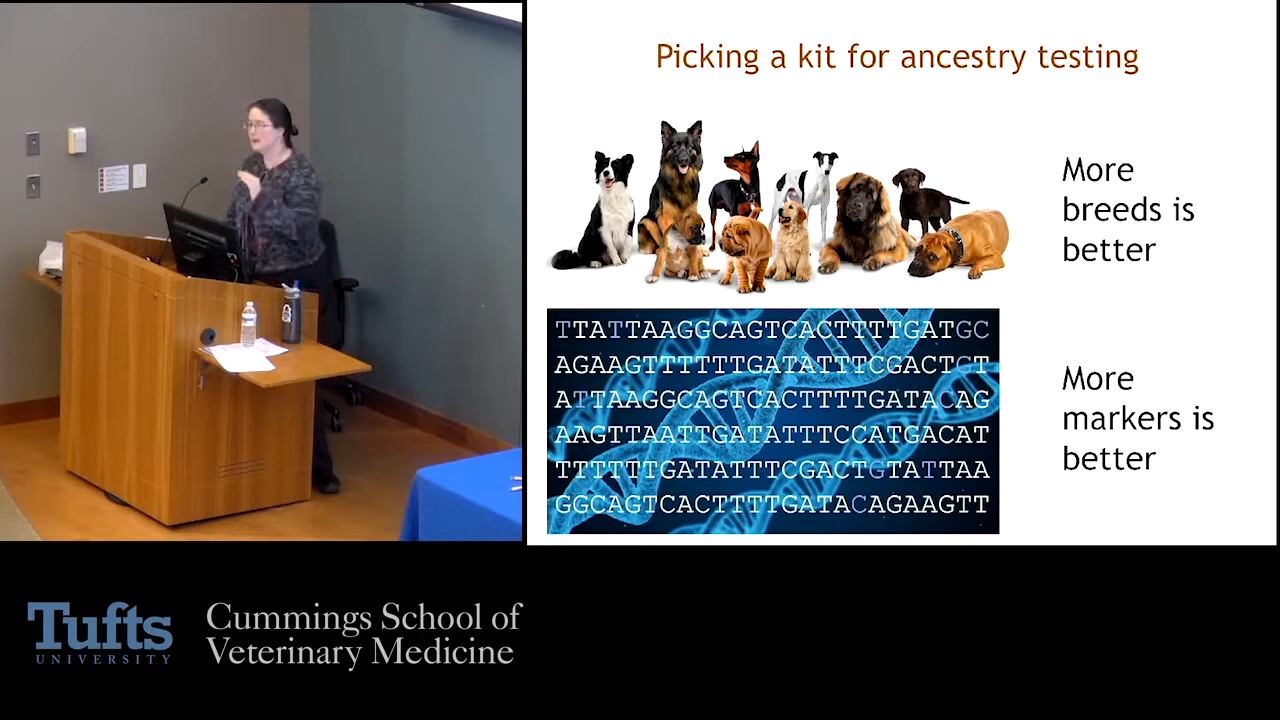 Picking a kit for ancestry testing
More
breeds is
better
TTATTAAGGCAGTCACTTTTGATGC
AGAAGTTTTTTGATATTTCGACTGT
ATTAAGGCAGTCACTTTTGATACAG
AAGTTAATTGATATTTCCATGACAT
TTTTTTGATATTTCGACTGTATTAA
GGCAGTCACTTTTGATACAGAAGTT
More
markers is
better
Tufts
UNIVERSITY
Cummings School of
Veterinary Medicine